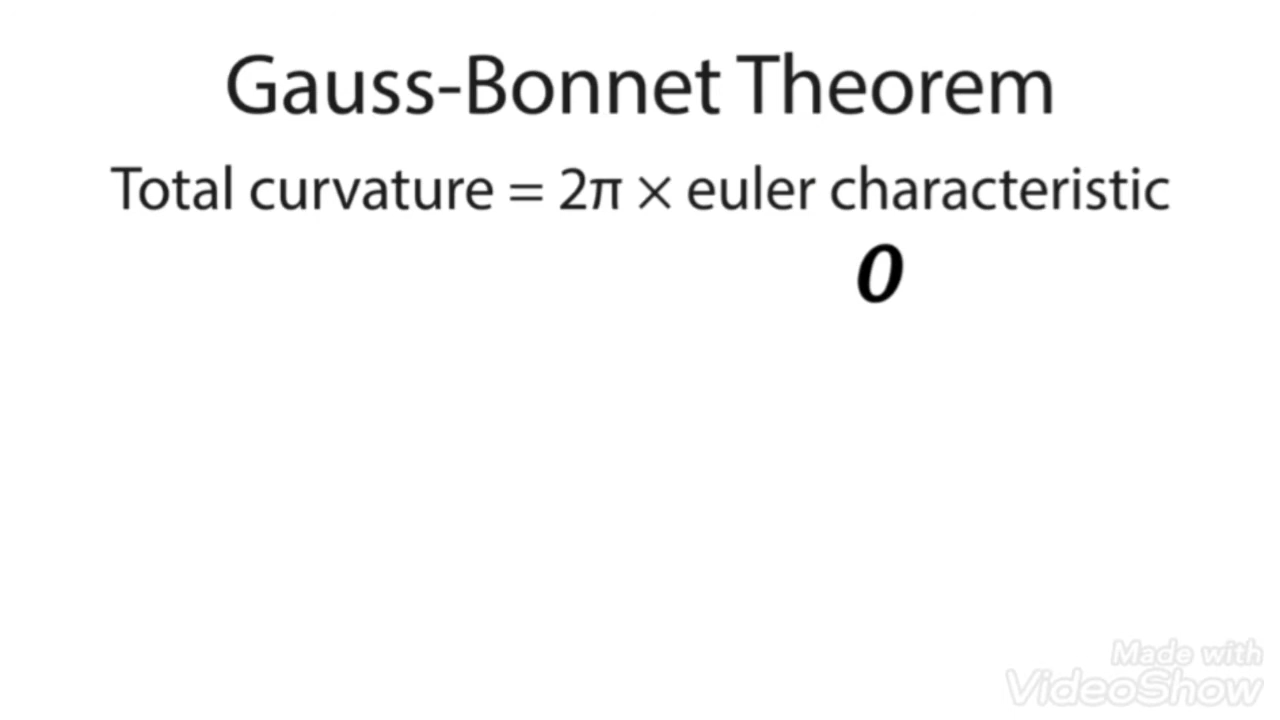 Gauss-Bonnet Theorem
Total curvature = 2π × euler characteristic
0
Made with
VideoShow